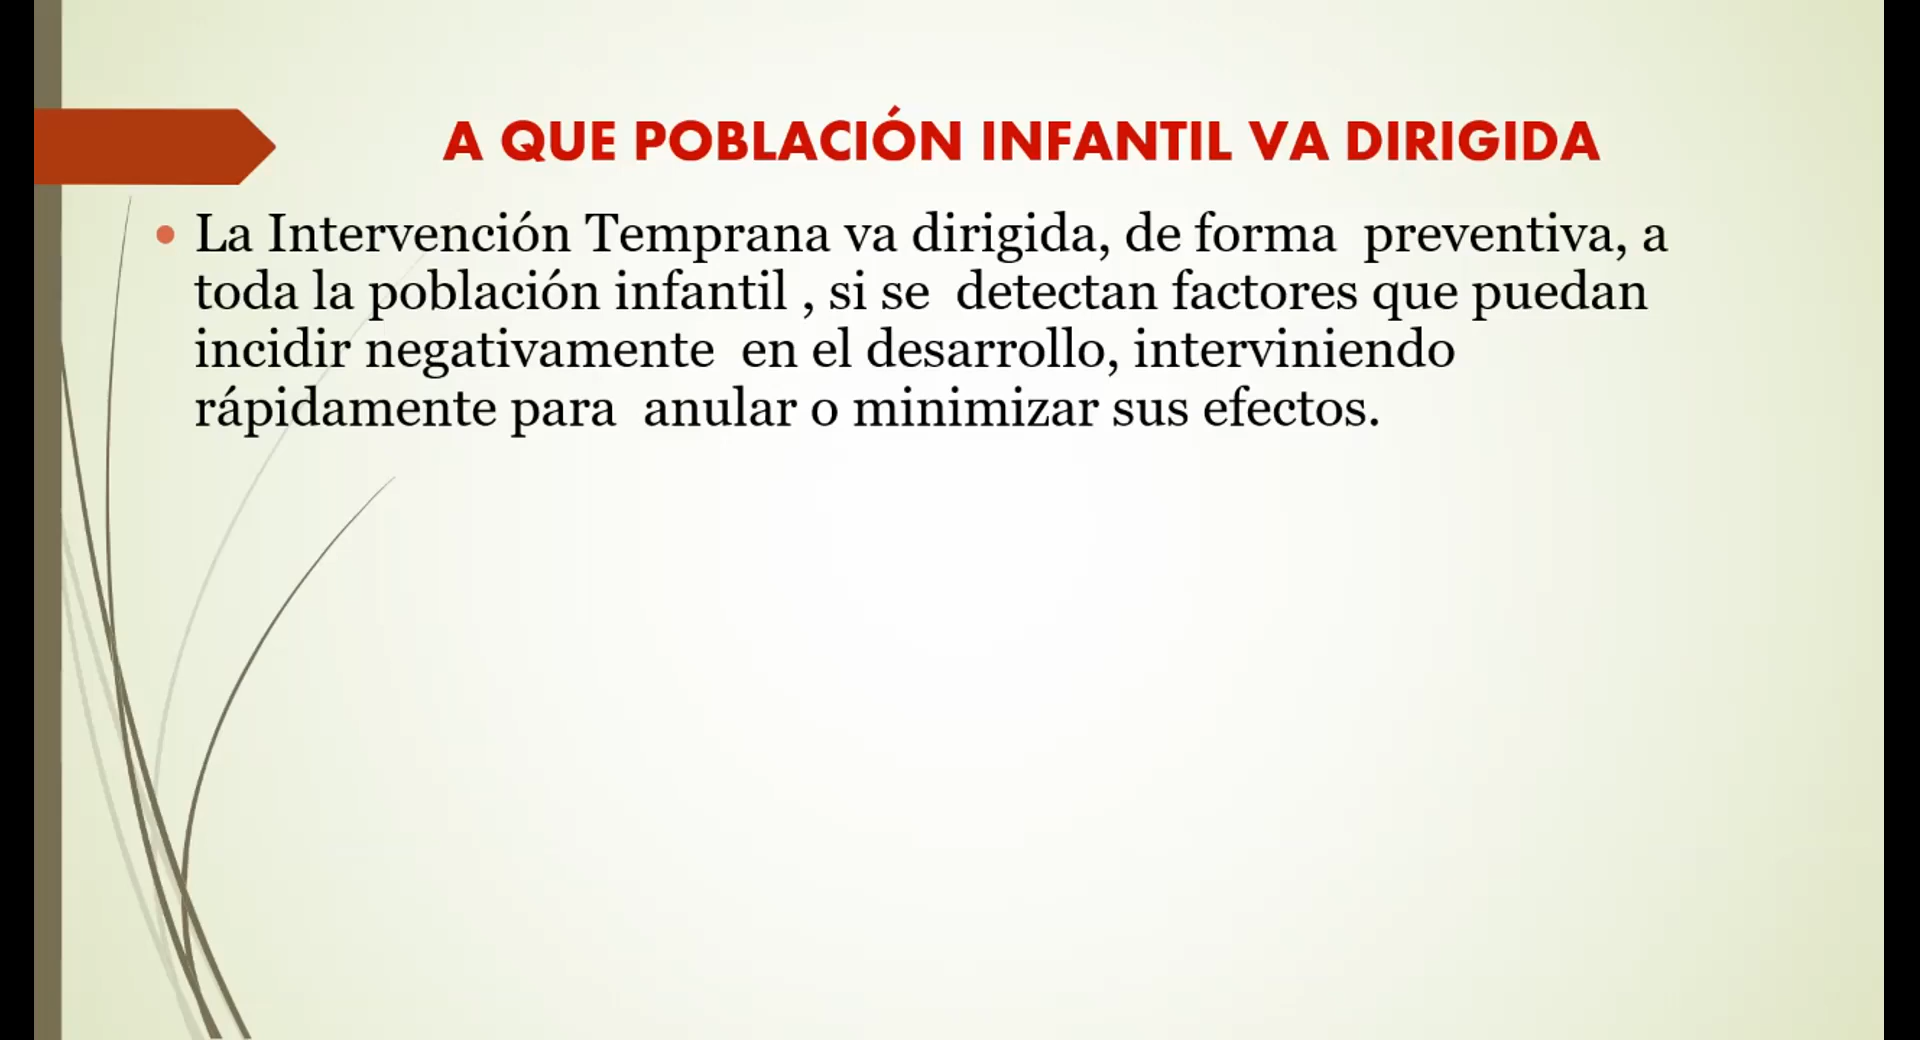 A QUE POBLACIÓN INFANTIL VA DIRIGIDA
• La Intervención Temprana va dirigida, de forma  preventiva, a
toda la población infantil , si se  detectan factores que puedan
incidir negativamente  en el desarrollo, interviniendo
rápidamente para  anular o minimizar sus efectos.